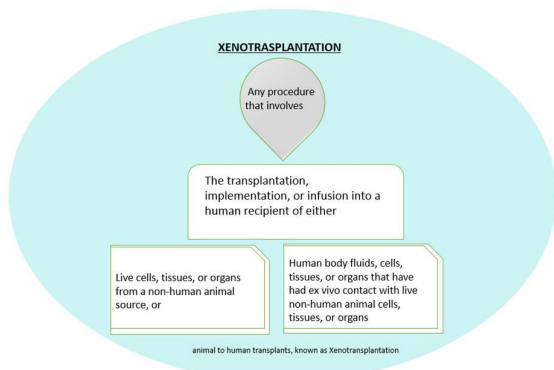 XENOTRASPLANTATION
Any procedure
that involves
The transplantation,
implementation, or infusion into a
human recipient of either
Live cells, tissues, or organs
from a non-human animal
source, or
Human body fluids, cells,
tissues, or organs that have
had ex vivo contact with live
non-human animal cells,
tissues, or organs
animal to human transplants, known as Xenotransplantation